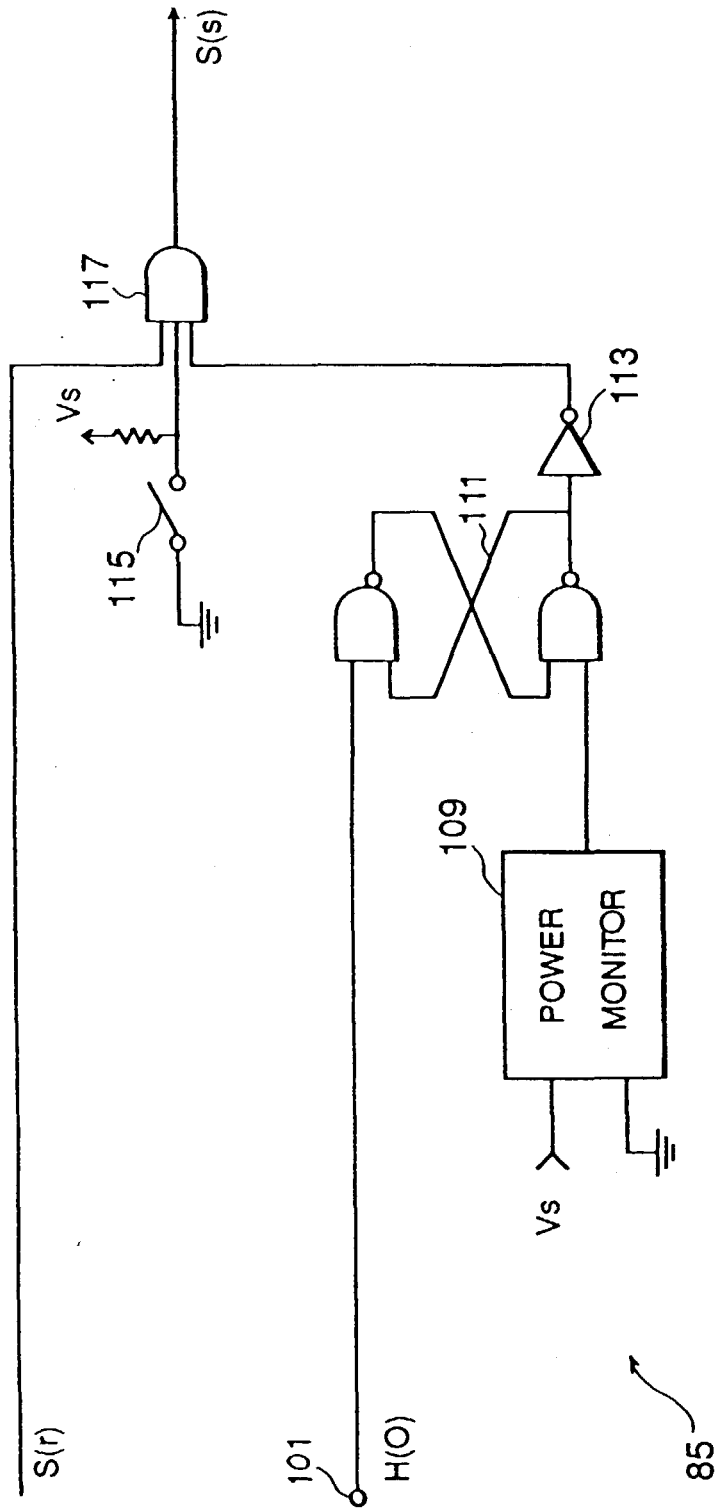 S(s)
117
Vs
115
113
111
109
POWER
MONITOR
Vs
S(r)
101
H(O)
85